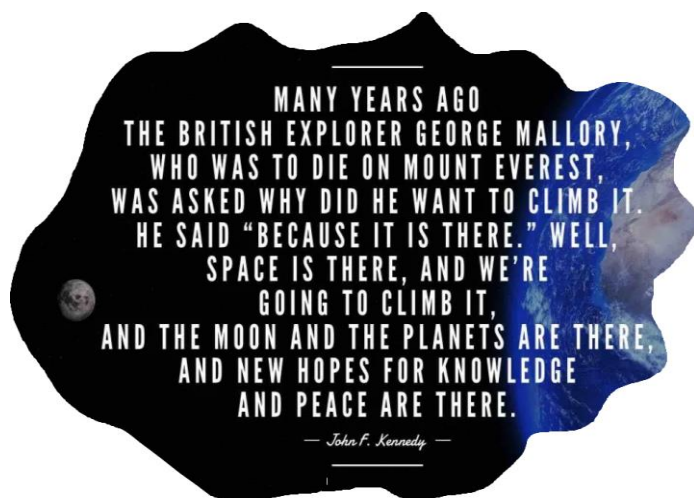 MANY YEARS AGO
THE BRITISH EXPLORER GEORGE MALLORY,
WHO WAS TO DIE ON MOUNT EVEREST,
WAS ASKED WHY DID HE WANT TO CLIMB IT.
HE SAID “BECAUSE IT IS THERE.” WELL,
SPACE IS THERE, AND WE’RE
GOING TO CLIMB IT,
AND THE MOON AND THE PLANETS ARE THERE,
AND NEW HOPES FOR KNOWLEDGE
AND PEACE ARE THERE.
— John F. Kennedy —